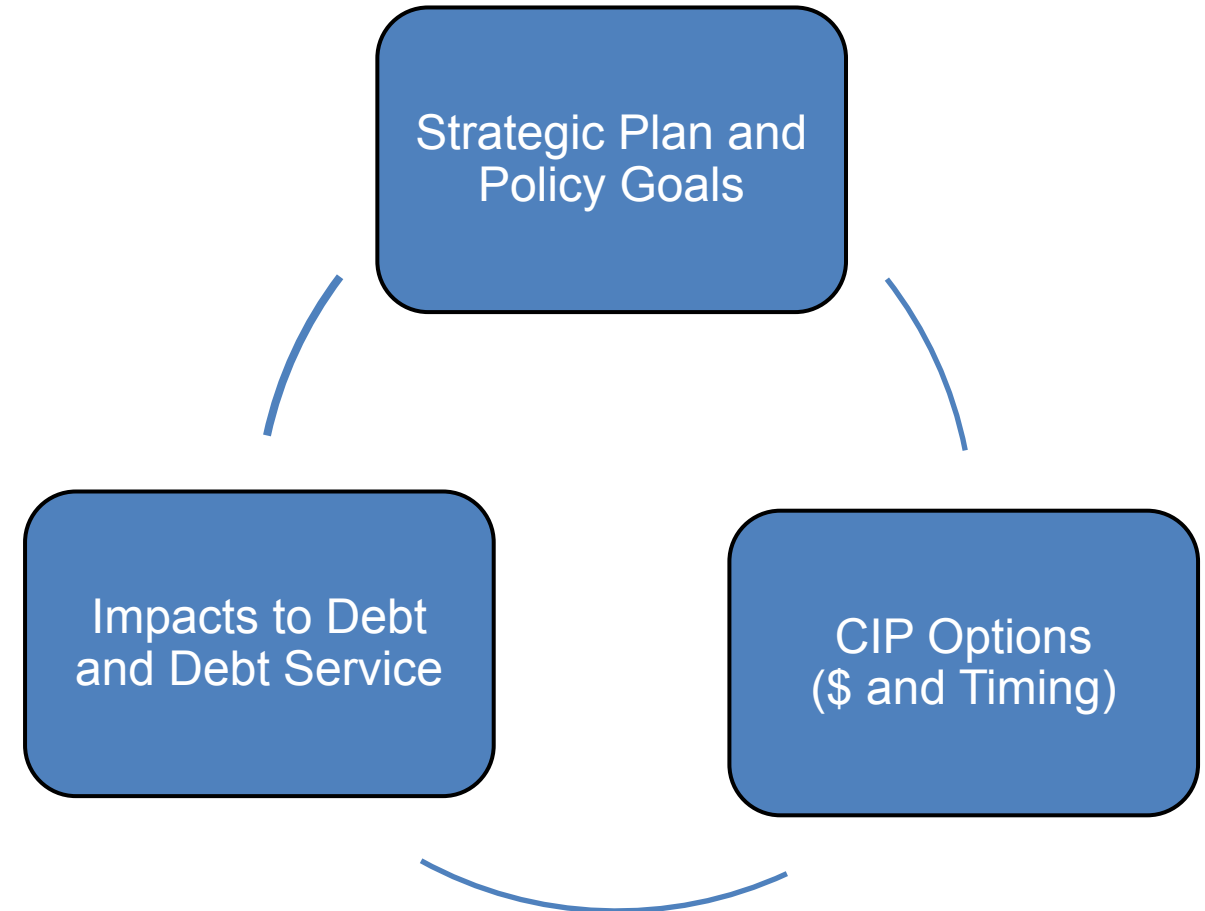 Strategic Plan and
Policy Goals
Impacts to Debt
and Debt Service
CIP Options
($ and Timing)